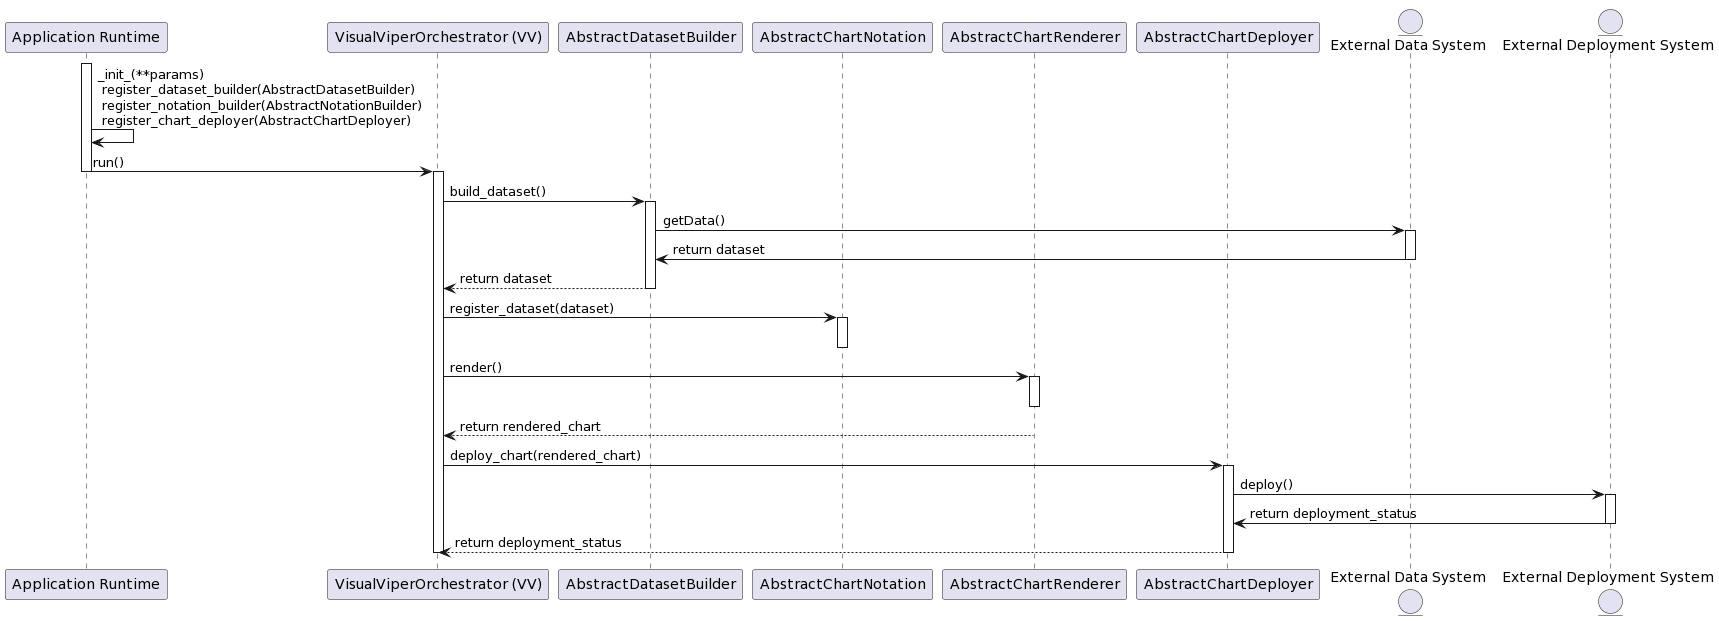 Application Runtime
VisualViperOrchestrator (VV)
AbstractDatasetBuilder
AbstractChartNotation
AbstractChartRenderer
AbstractChartDeployer
External Data System
External Deployment System
_init_(**params)
register_dataset_builder(AbstractDatasetBuilder)
register_notation_builder(AbstractNotationBuilder)
register_chart_deployer(AbstractChartDeployer)
run()
build_dataset()
getData()
return dataset
return dataset
register_dataset(dataset)
render()
return rendered_chart
deploy_chart(rendered_chart)
deploy()
return deployment_status
return deployment_status
Application Runtime
VisualViperOrchestrator (VV)
AbstractDatasetBuilder
AbstractChartNotation
AbstractChartRenderer
AbstractChartDeployer
External Data System
External Deployment System